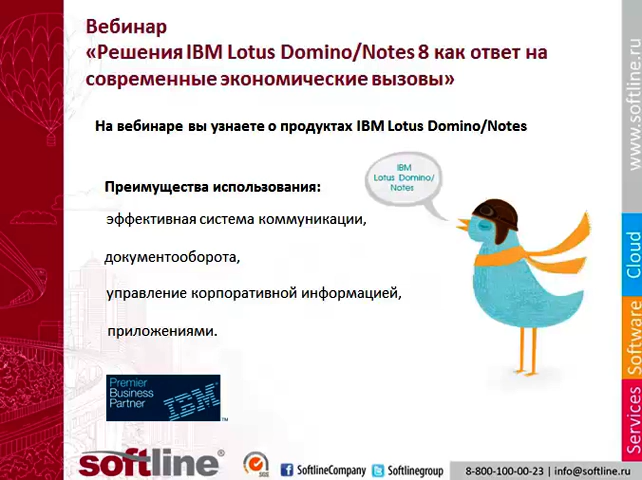 Вебинар
«Решения IBM Lotus Domino/Notes 8 как ответ на
современные экономические вызовы»
На вебинаре вы узнаете о продуктах IBM Lotus Domino/Notes
IBM
Lotus Domino/
Notes
Преимущества использования:
эффективная система коммуникации,
документооборота,
управление корпоративной информацией,
приложениями.
Premier
Business
Partner
IBM
TM
softline®
SoftlineCompany
Softlinegroup
8-800-100-00-23 | info@softline.ru
www.softline.ru
Cloud
Software
Services